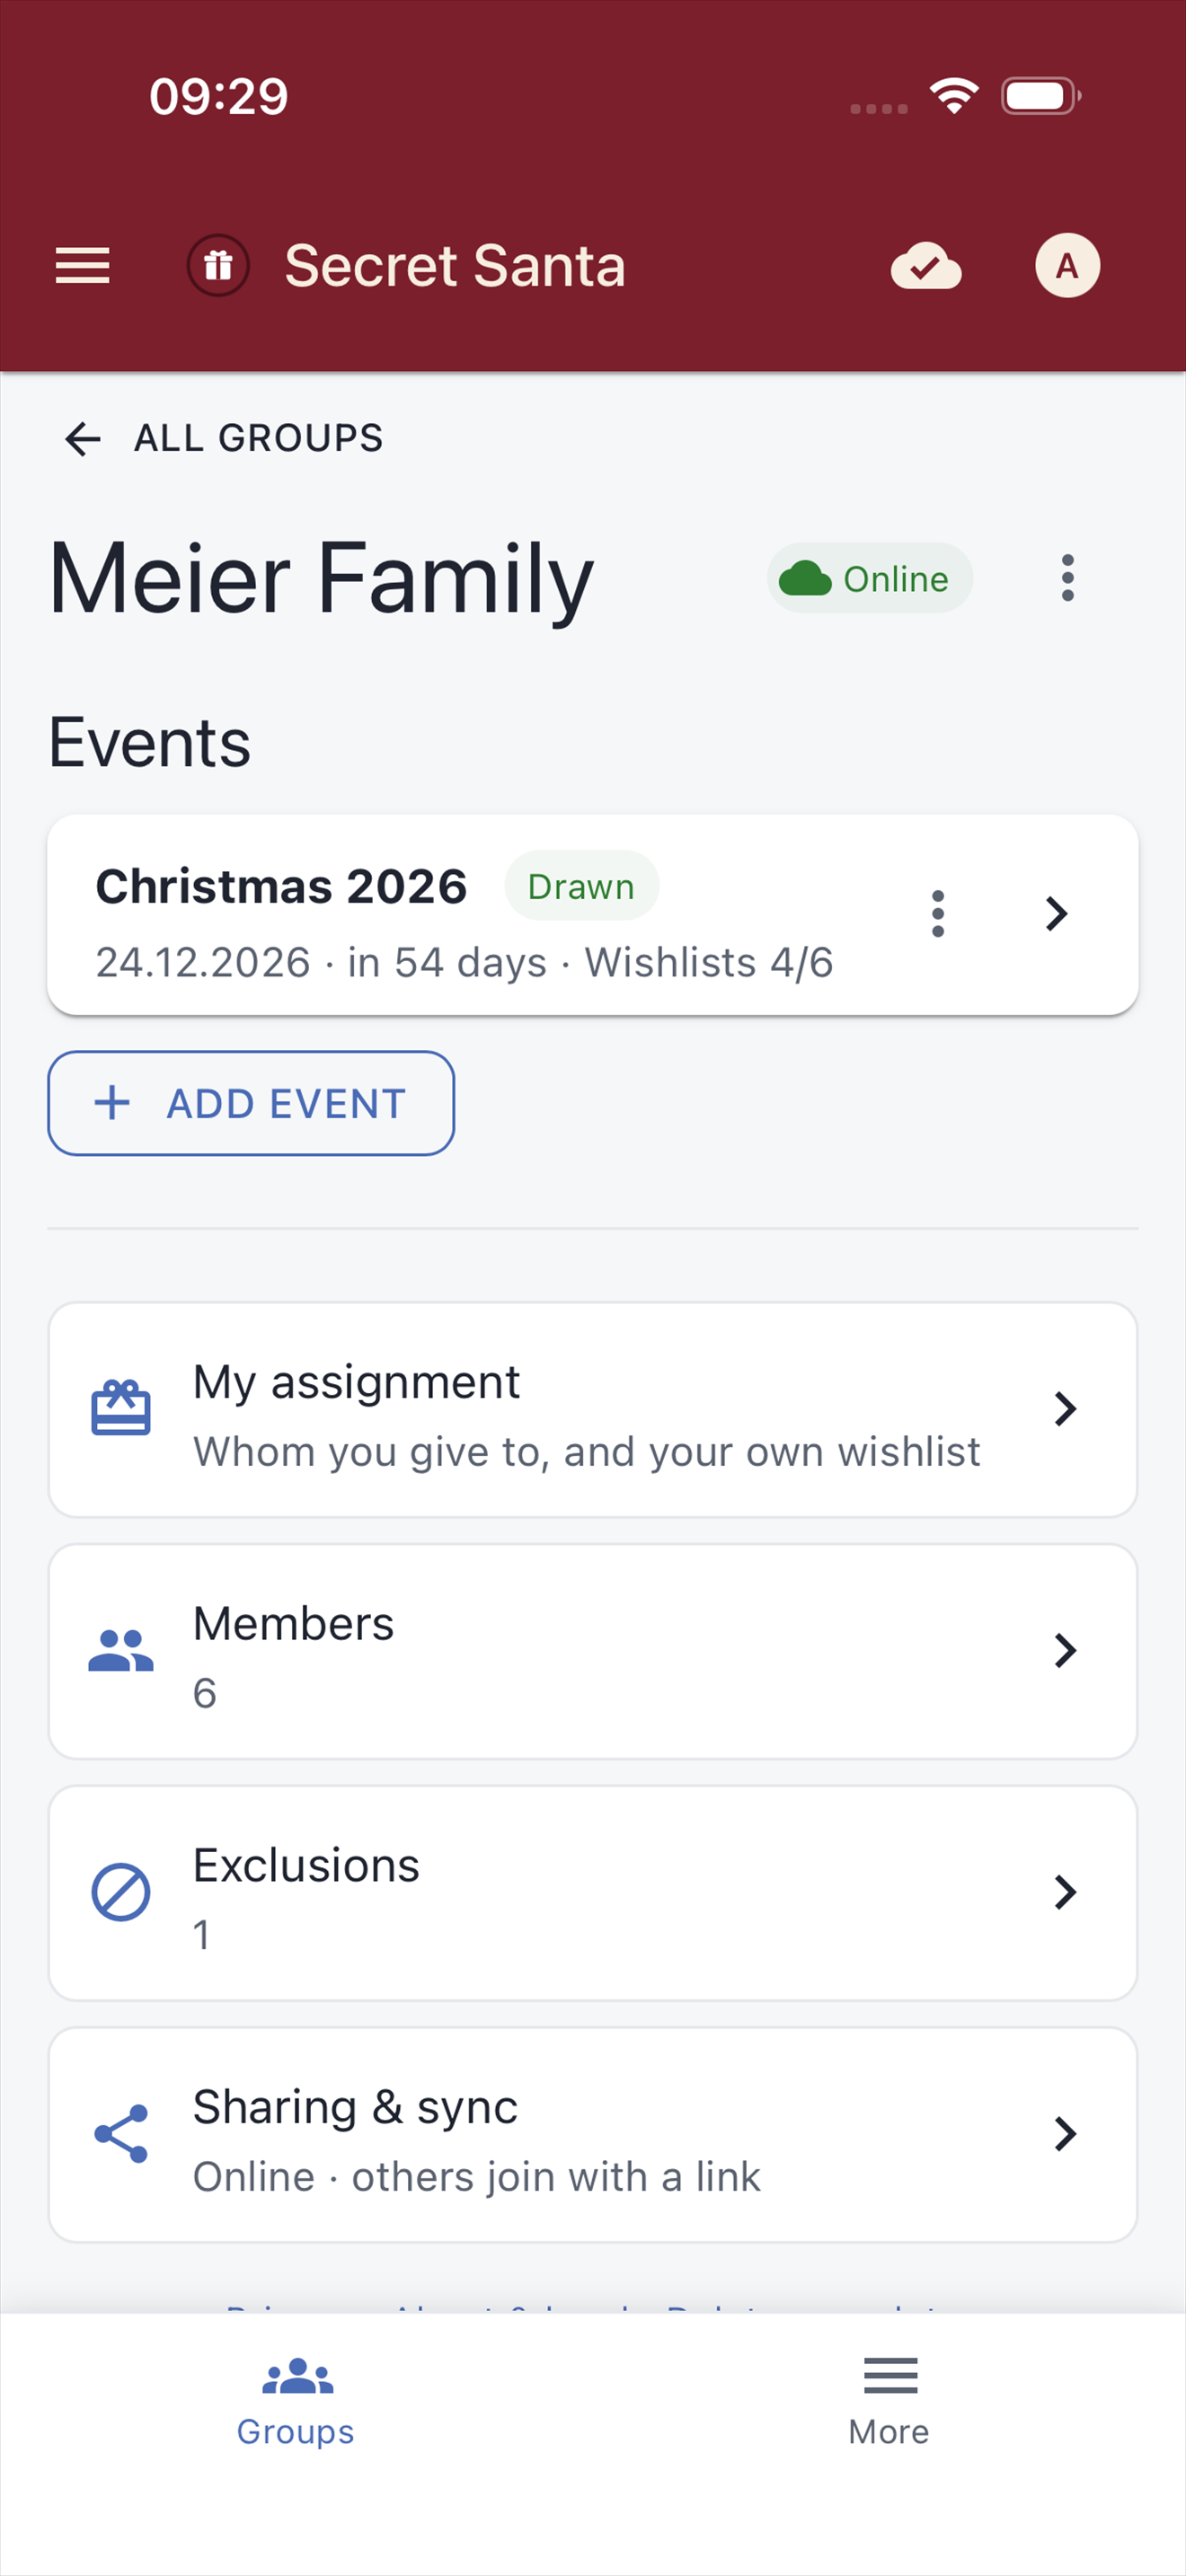 09:29
Secret Santa
A
ALL GROUPS
Meier Family
Online
Events
Christmas 2026
Drawn
24.12.2026 · in 54 days · Wishlists 4/6
ADD EVENT
My assignment
Whom you give to, and your own wishlist
Members
6
Exclusions
1
Sharing & sync
Online · others join with a link
Groups
More